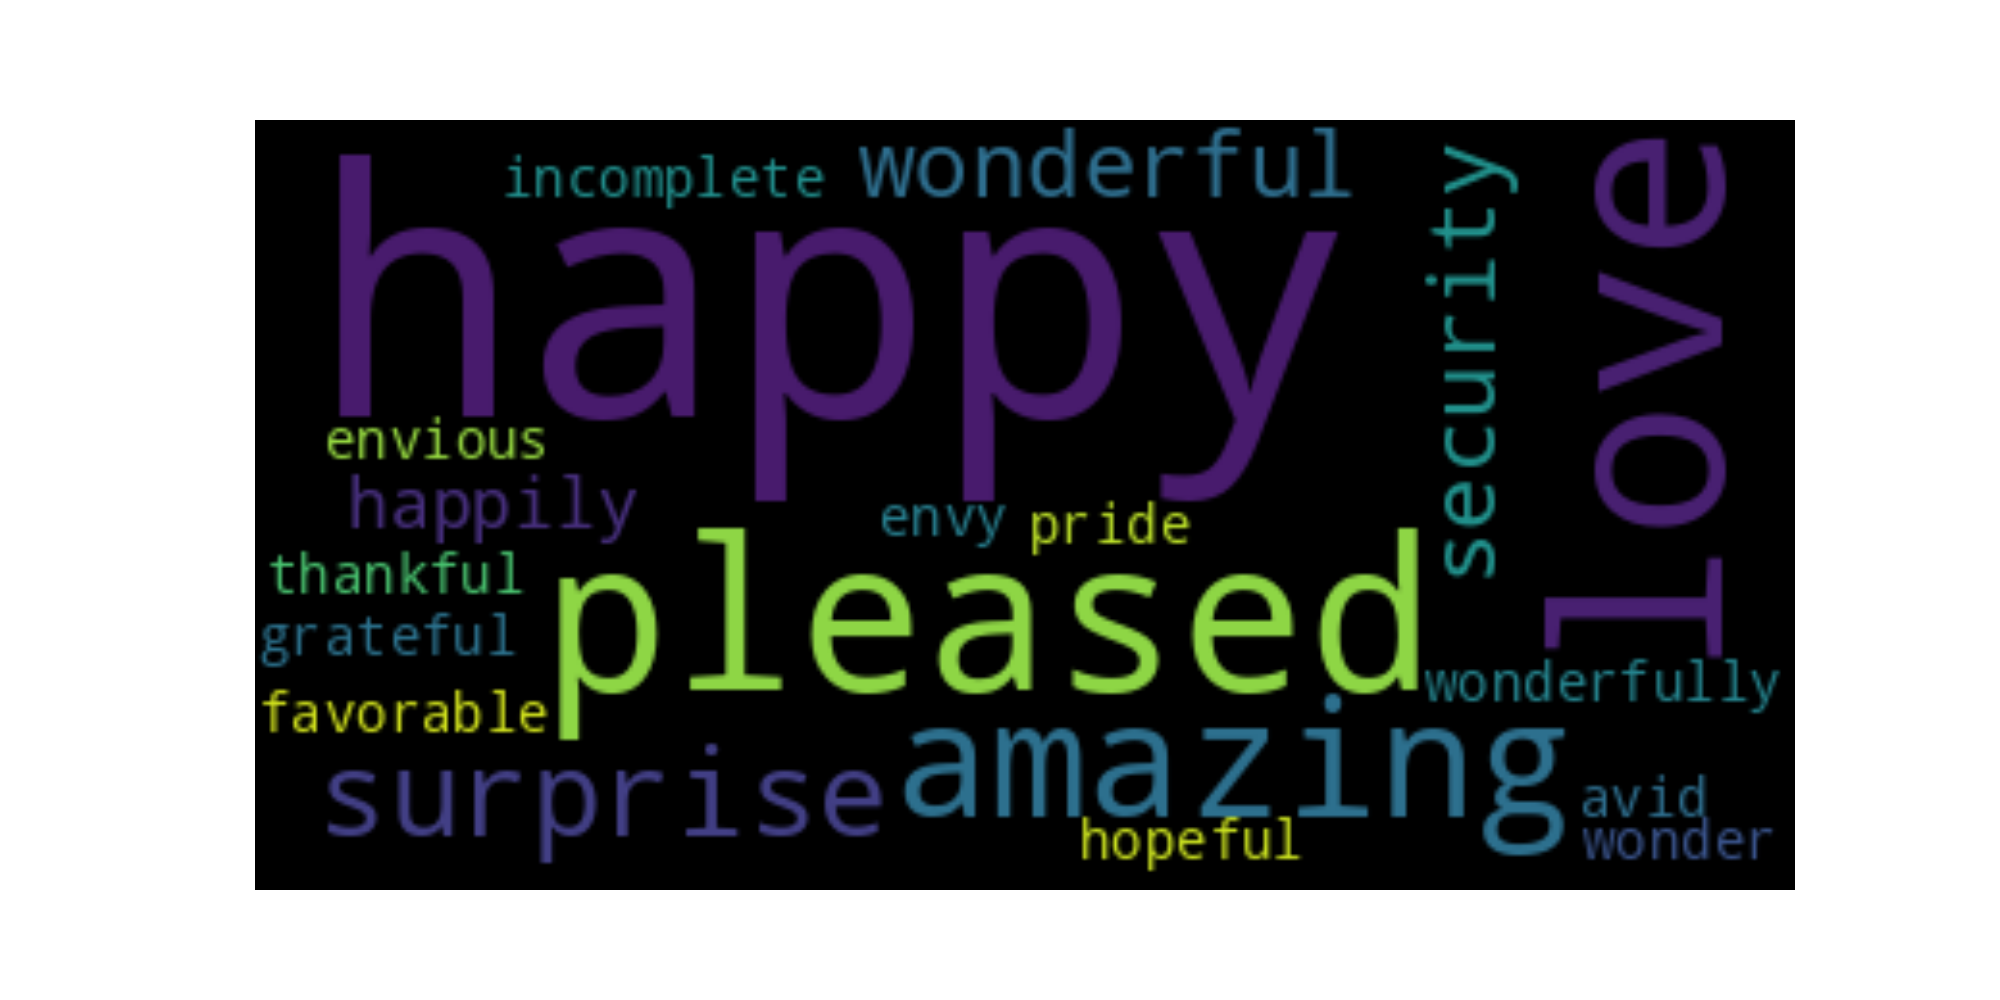 incomplete
wonderful
happy
security
love
envious
happily
envy
pride
thankful
pleased
grateful
wonderfully
favorable
amazing
surprise
avid
hopeful
wonder